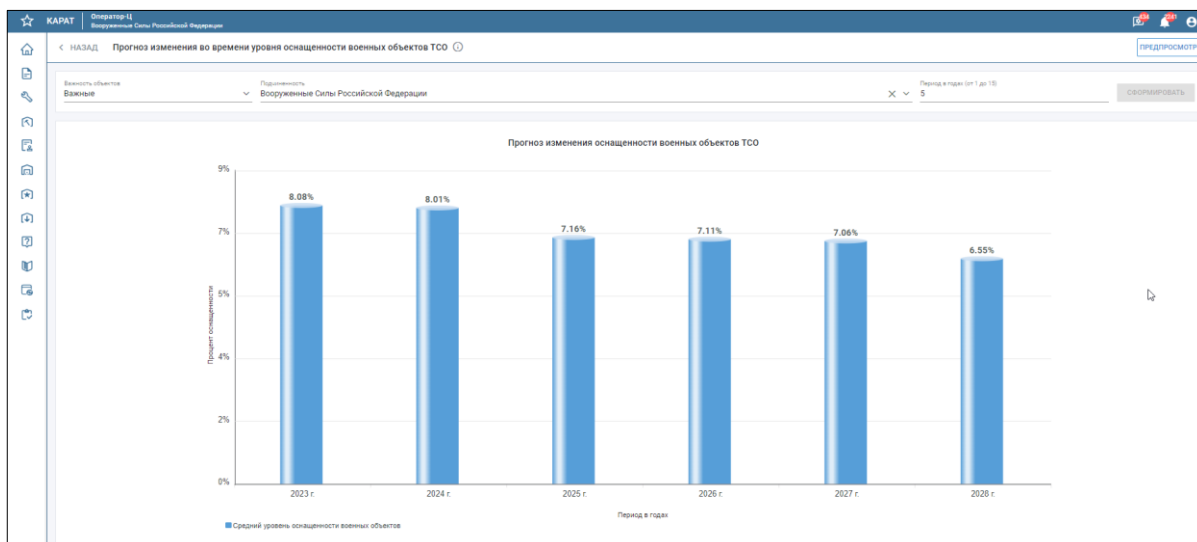 КАРАТ
Оператор-Ц
Вооруженные Силы Российской Федерации
НАЗАД
Прогноз изменения во времени уровня оснащенности военных объектов ТСО
ПРЕДПРОСМОТР
Важность объектов
Важные
Подчиненность
Вооруженные Силы Российской Федерации
Период в годах (от 1 до 15)
5
СФОРМИРОВАТЬ
Прогноз изменения оснащенности военных объектов ТСО
9%
7%
5%
4%
2%
0%
Процент оснащенности
8.08%
8.01%
7.16%
7.11%
7.06%
6.55%
2023 г.
2024 г.
2025 г.
2026 г.
2027 г.
2028 г.
Период в годах
Средний уровень оснащенности военных объектов